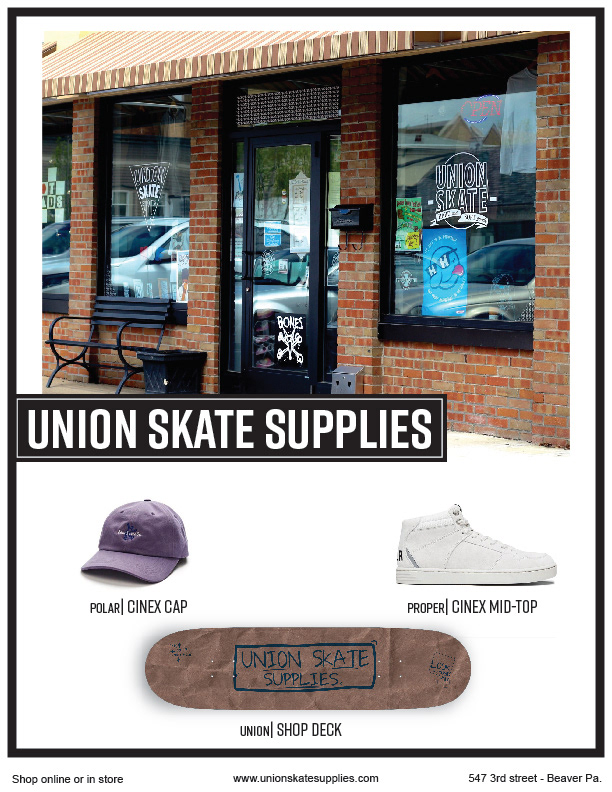 OPEN
UNION
SKATE
UNION
SKATE
BONES
UNION SKATE SUPPLIES
POLAR| CINEX CAP
PROPER| CINEX MID-TOP
UNION SKATE
SUPPLIES.
UNION| SHOP DECK
Shop online or in store
www.unionskatesupplies.com
547 3rd street - Beaver Pa.